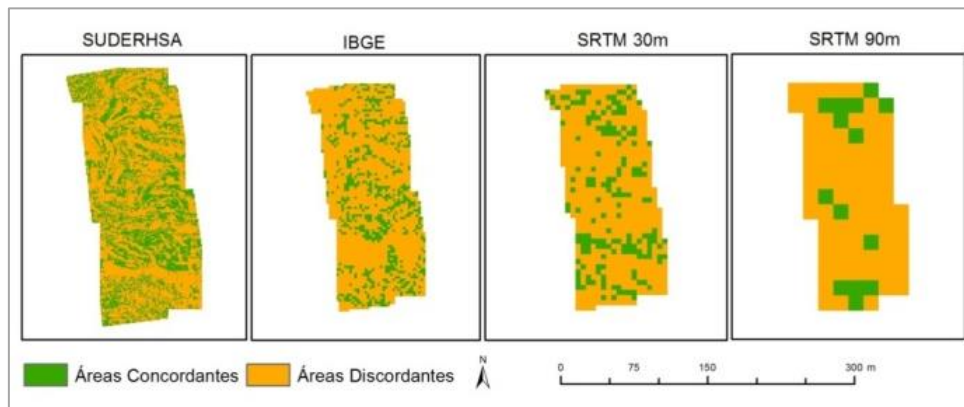 SUDERHSA
IBGE
SRTM 30m
SRTM 90m
Áreas Concordantes
Áreas Discordantes
N
0 75 150 300 m